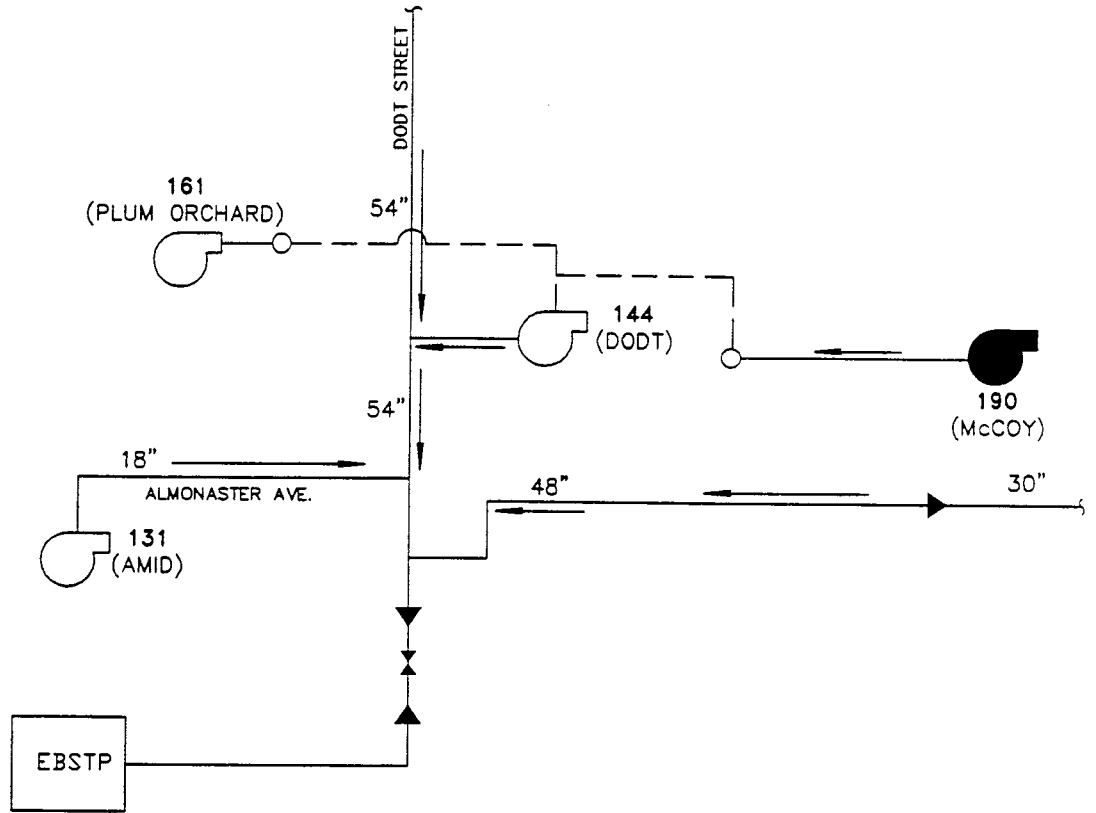 DODT STREET
161
(PLUM ORCHARD)
54"
144
(DODT)
190
(McCOY)
54"
18"
ALMONASTER AVE.
48"
30"
131
(AMID)
EBSTP